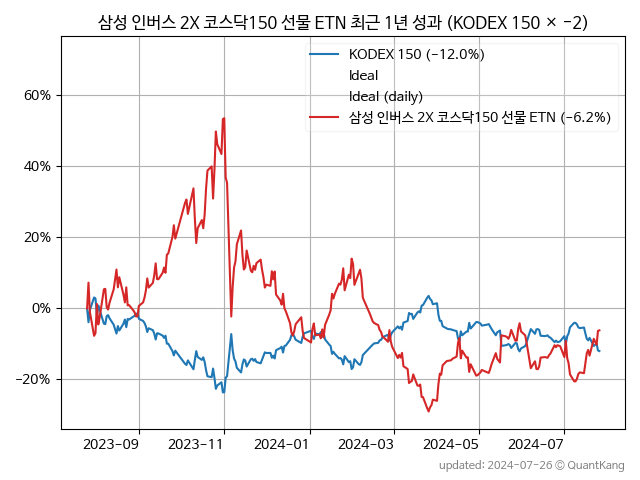 삼성 인버스 2X 코스닥150 선물 ETN 최근 1년 성과 (KODEX 150 × −2)
KODEX 150 (−12.0%)
Ideal
Ideal (daily)
삼성 인버스 2X 코스닥150 선물 ETN (−6.2%)
60%
40%
20%
0%
−20%
2023-09
2023-11
2024-01
2024-03
2024-05
2024-07
updated: 2024-07-26 © QuantKang